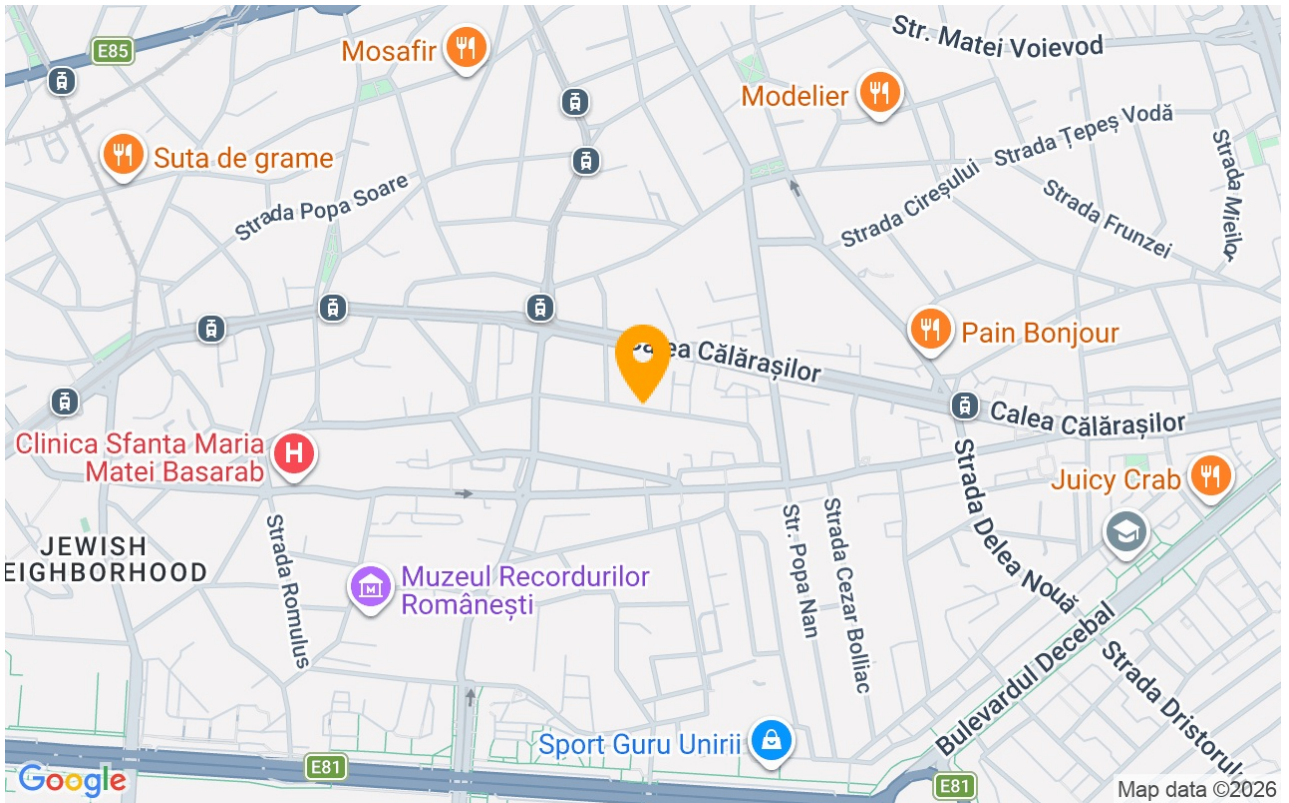 E85
Mosafir
Str. Matei Voievod
Modelier
Strada Țepeș Vodă
Suta de grame
Strada Popa Soare
Strada Cireșului
Strada Frunzei
Strada Mieilor
Calea Călărașilor
Pain Bonjour
Calea Călărașilor
Clinica Sfanta Maria
Matei Basarab
H
Juicy Crab
JEWISH
EIGHBORHOOD
Strada Romulus
Muzeul Recordurilor
Românești
M
Str. Popa Nan
Strada Cezar Bolliac
Strada Delea Nouă
Bulevardul Decebal
Strada Dristorulu
Sport Guru Unirii
E81
E81
Google
Map data ©2026